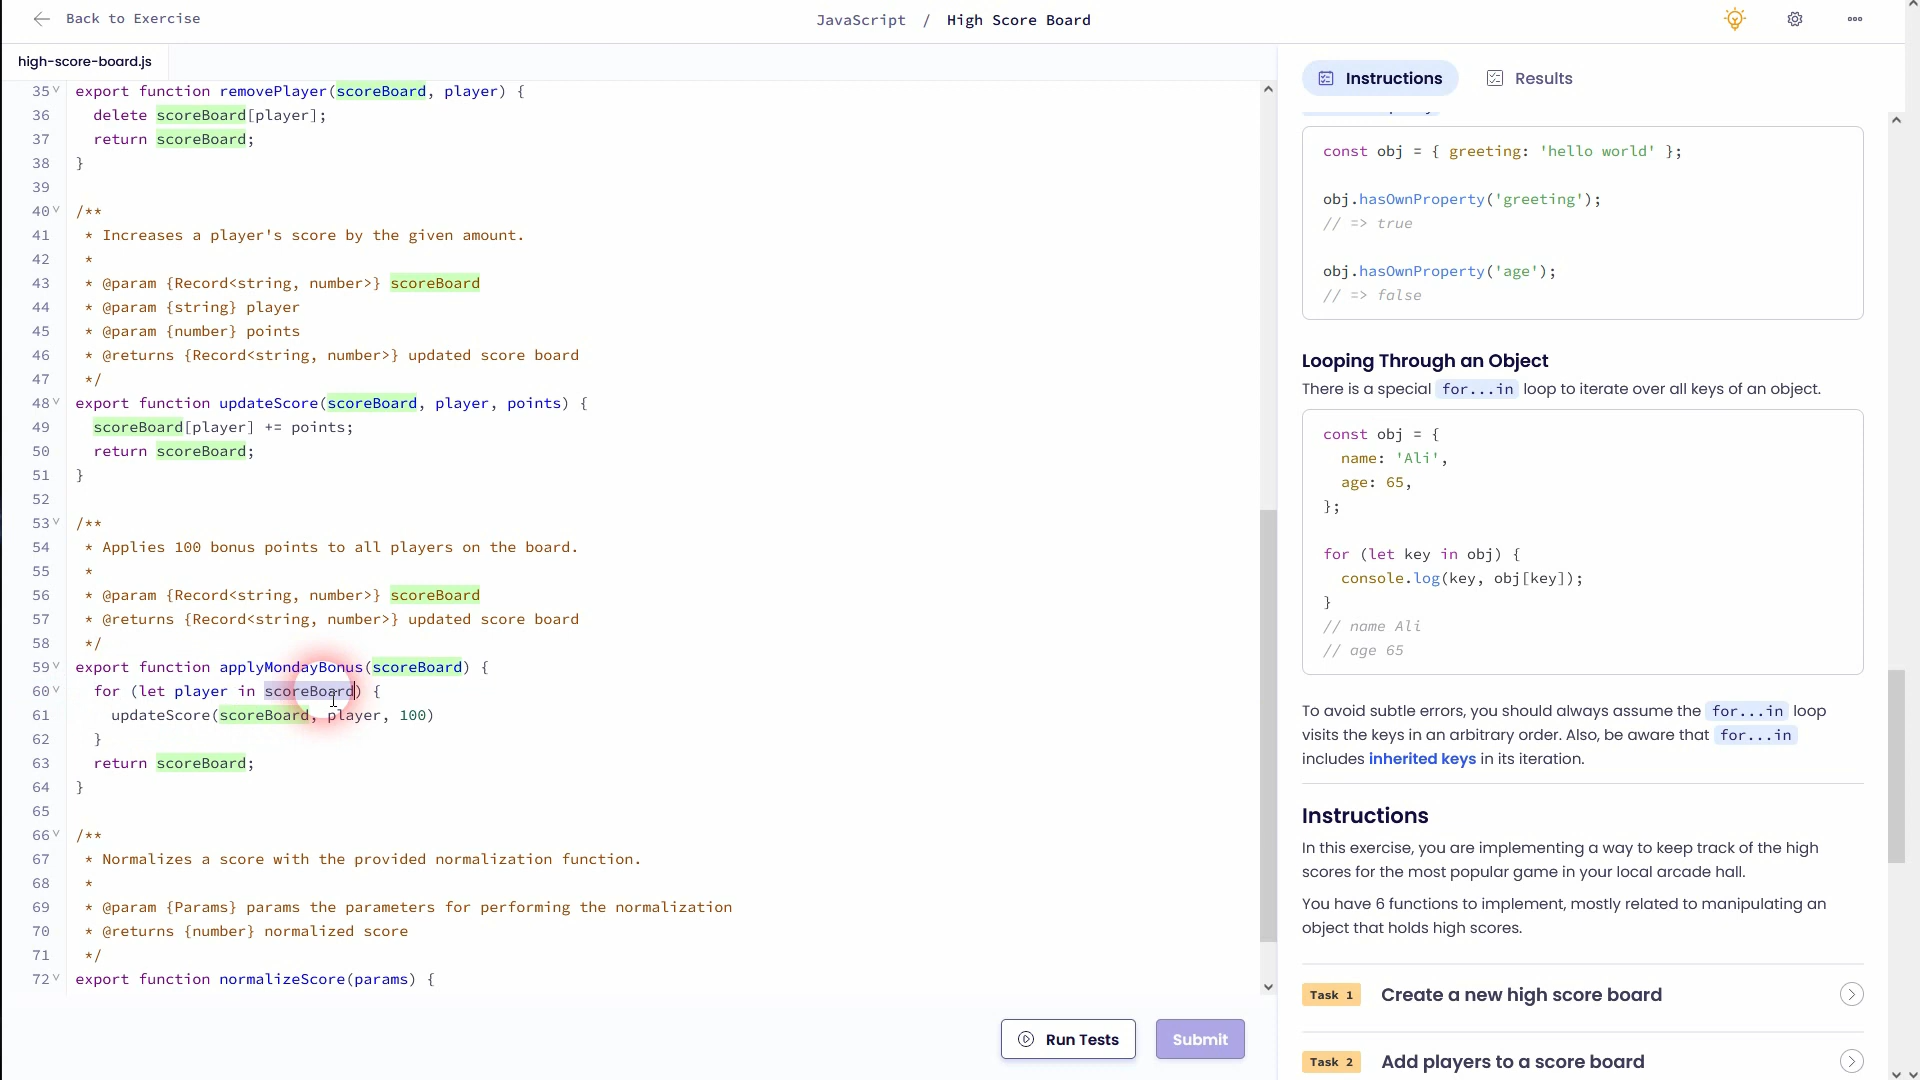 Back to Exercise
JavaScript / High Score Board
high-score-board.js
35 export function removePlayer(scoreBoard, player) {
36 delete scoreBoard[player];
37 return scoreBoard;
38 }
39
40 /**
41 * Increases a player's score by the given amount.
42 *
43 * @param {Record<string, number>} scoreBoard
44 * @param {string} player
45 * @param {number} points
46 * @returns {Record<string, number>} updated score board
47 */
48 export function updateScore(scoreBoard, player, points) {
49 scoreBoard[player] += points;
50 return scoreBoard;
51 }
52
53 /**
54 * Applies 100 bonus points to all players on the board.
55 *
56 * @param {Record<string, number>} scoreBoard
57 * @returns {Record<string, number>} updated score board
58 */
59 export function applyMondayBonus(scoreBoard) {
60 for (let player in scoreBoard) {
61 updateScore(scoreBoard, player, 100)
62 }
63 return scoreBoard;
64 }
65
66 /**
67 * Normalizes a score with the provided normalization function.
68 *
69 * @param {Params} params the parameters for performing the normalization
70 * @returns {number} normalized score
71 */
72 export function normalizeScore(params) {
Run Tests
Submit
Instructions
Results
const obj = { greeting: 'hello world' };
obj.hasOwnProperty('greeting');
// => true
obj.hasOwnProperty('age');
// => false
Looping Through an Object
There is a special for...in loop to iterate over all keys of an object.
const obj = {
name: 'Ali',
age: 65,
};
for (let key in obj) {
console.log(key, obj[key]);
}
// name Ali
// age 65
To avoid subtle errors, you should always assume the for...in loop
visits the keys in an arbitrary order. Also, be aware that for...in
includes inherited keys in its iteration.
Instructions
In this exercise, you are implementing a way to keep track of the high
scores for the most popular game in your local arcade hall.
You have 6 functions to implement, mostly related to manipulating an
object that holds high scores.
Task 1 Create a new high score board
Task 2 Add players to a score board